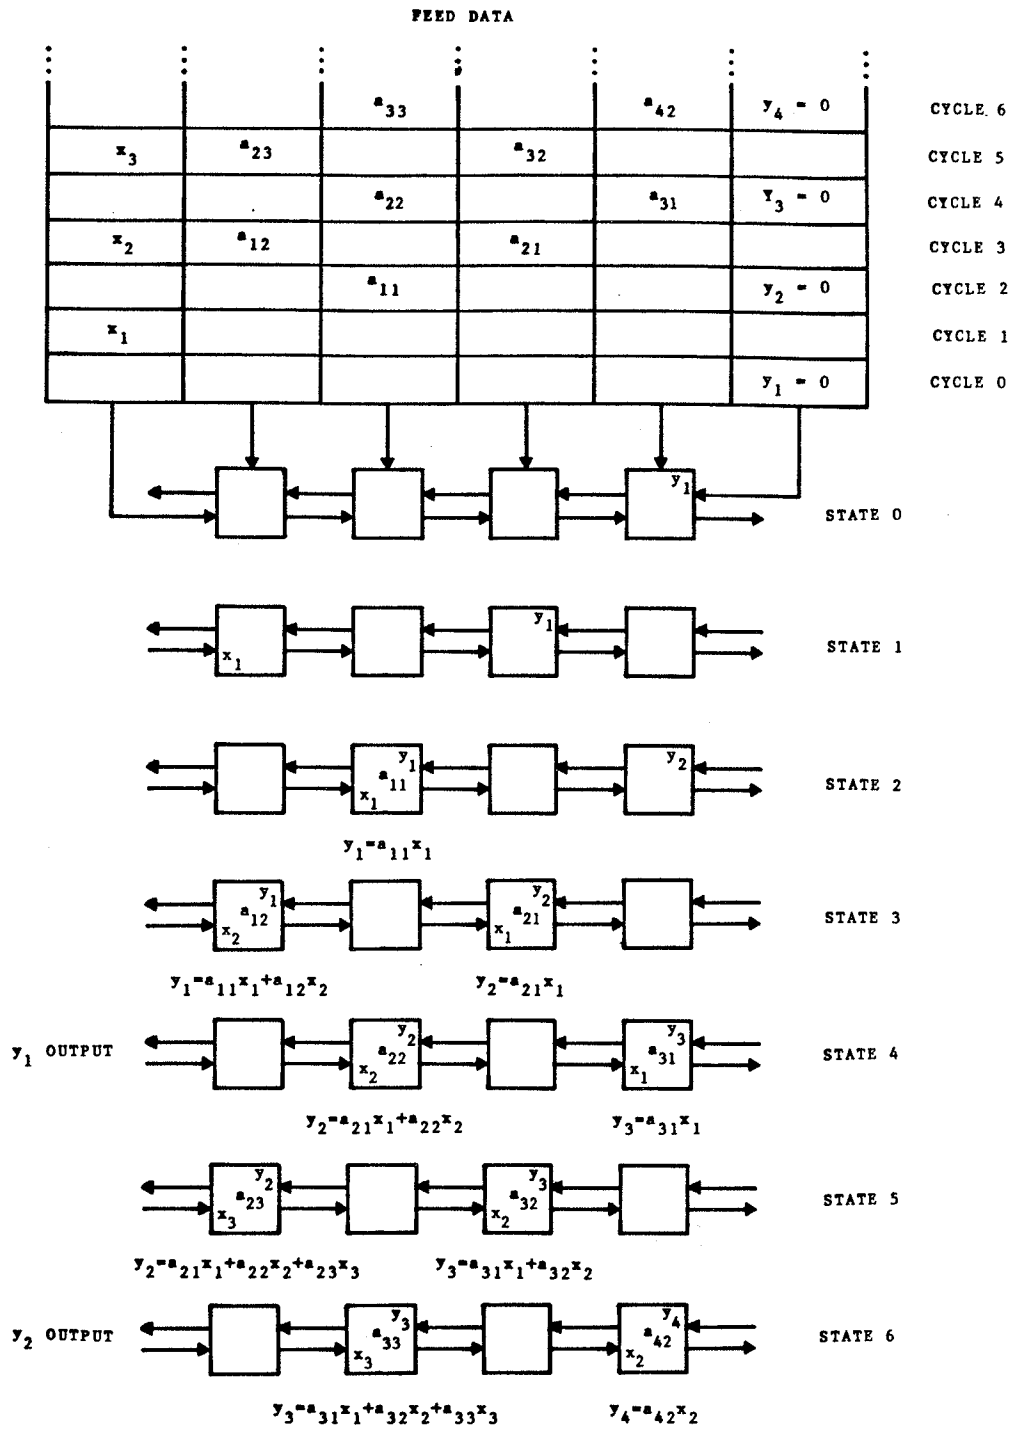 FEED DATA
a33 a42 y4 = 0 CYCLE 6
x3 a23 a32 CYCLE 5
a22 a31 Y3 = 0 CYCLE 4
x2 a12 a21 CYCLE 3
a11 y2 = 0 CYCLE 2
x1 CYCLE 1
y1 = 0 CYCLE 0
y1 STATE 0
x1 y1 STATE 1
x1 a11 y1 y2 STATE 2
y1=a11x1
x2 a12 y1 x1 a21 y2 STATE 3
y1=a11x1+a12x2 y2=a21x1
y1 OUTPUT x2 a22 y2 x1 a31 y3 STATE 4
y2=a21x1+a22x2 y3=a31x1
x3 a23 y2 x2 a32 y3 STATE 5
y2=a21x1+a22x2+a23x3 y3=a31x1+a32x2
y2 OUTPUT x3 a33 y3 x2 a42 y4 STATE 6
y3=a31x1+a32x2+a33x3 y4=a42x2